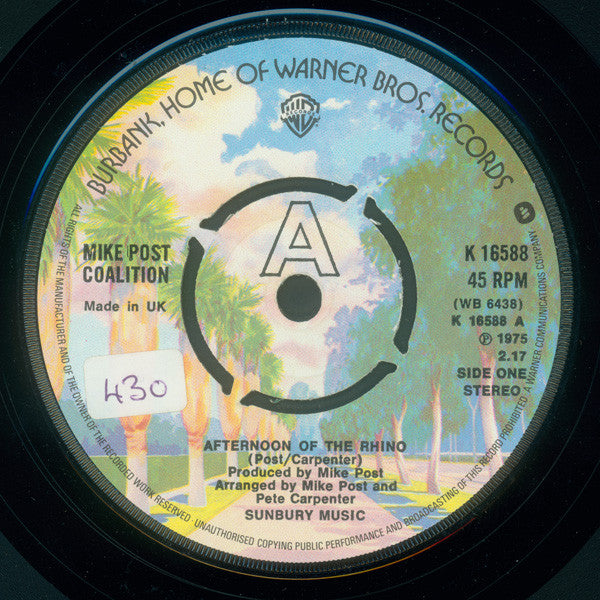 BURBANK, HOME OF WARNER BROS. RECORDS
A
MIKE POST
COALITION
Made in UK
430
K 16588
45 RPM
(WB 6438)
K 16588 A
℗ 1975
2.17
SIDE ONE
STEREO
AFTERNOON OF THE RHINO
(Post/Carpenter)
Produced by Mike Post
Arranged by Mike Post and
Pete Carpenter
SUNBURY MUSIC
ALL RIGHTS OF THE MANUFACTURER AND OF THE OWNER OF THE RECORDED WORK RESERVED · UNAUTHORISED COPYING PUBLIC PERFORMANCE AND BROADCASTING OF THIS RECORD PROHIBITED · A WARNER COMMUNICATIONS COMPANY